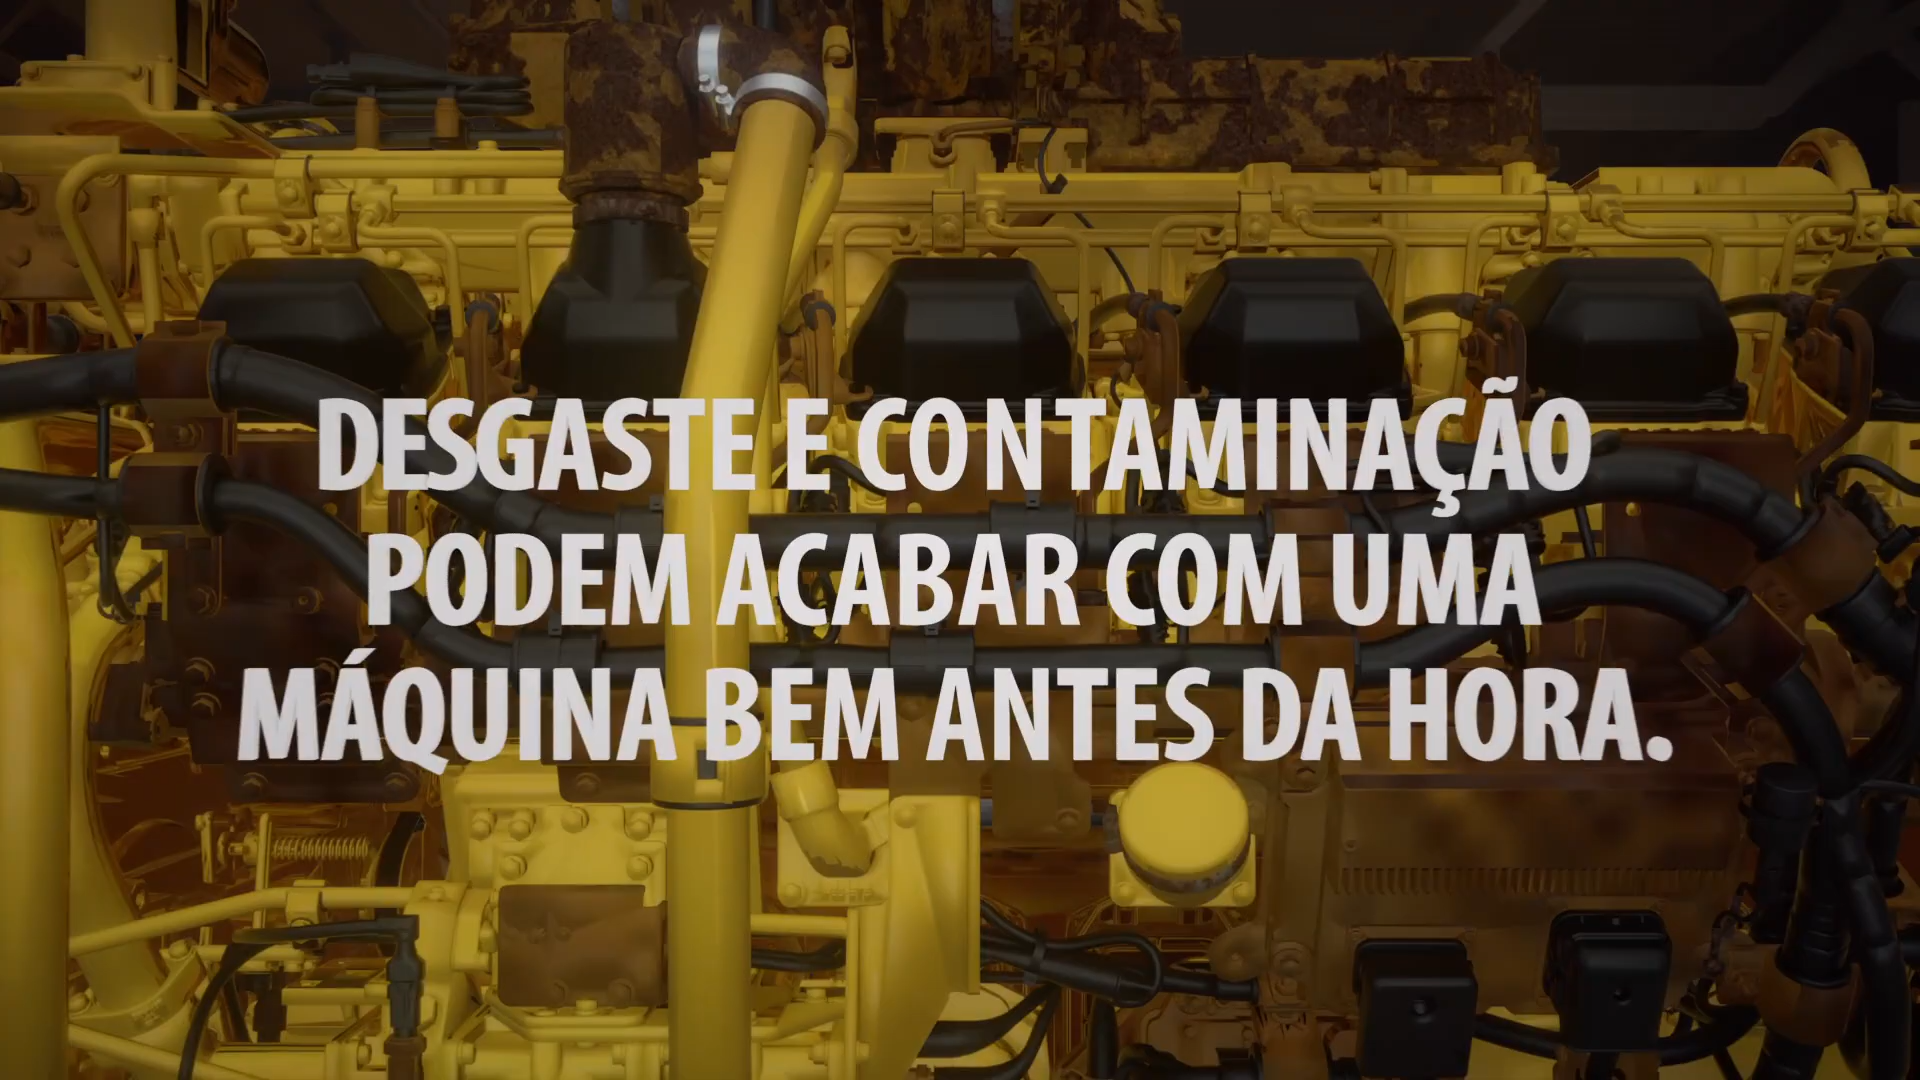 DESGASTE E CONTAMINAÇÃO
PODEM ACABAR COM UMA
MÁQUINA BEM ANTES DA HORA.